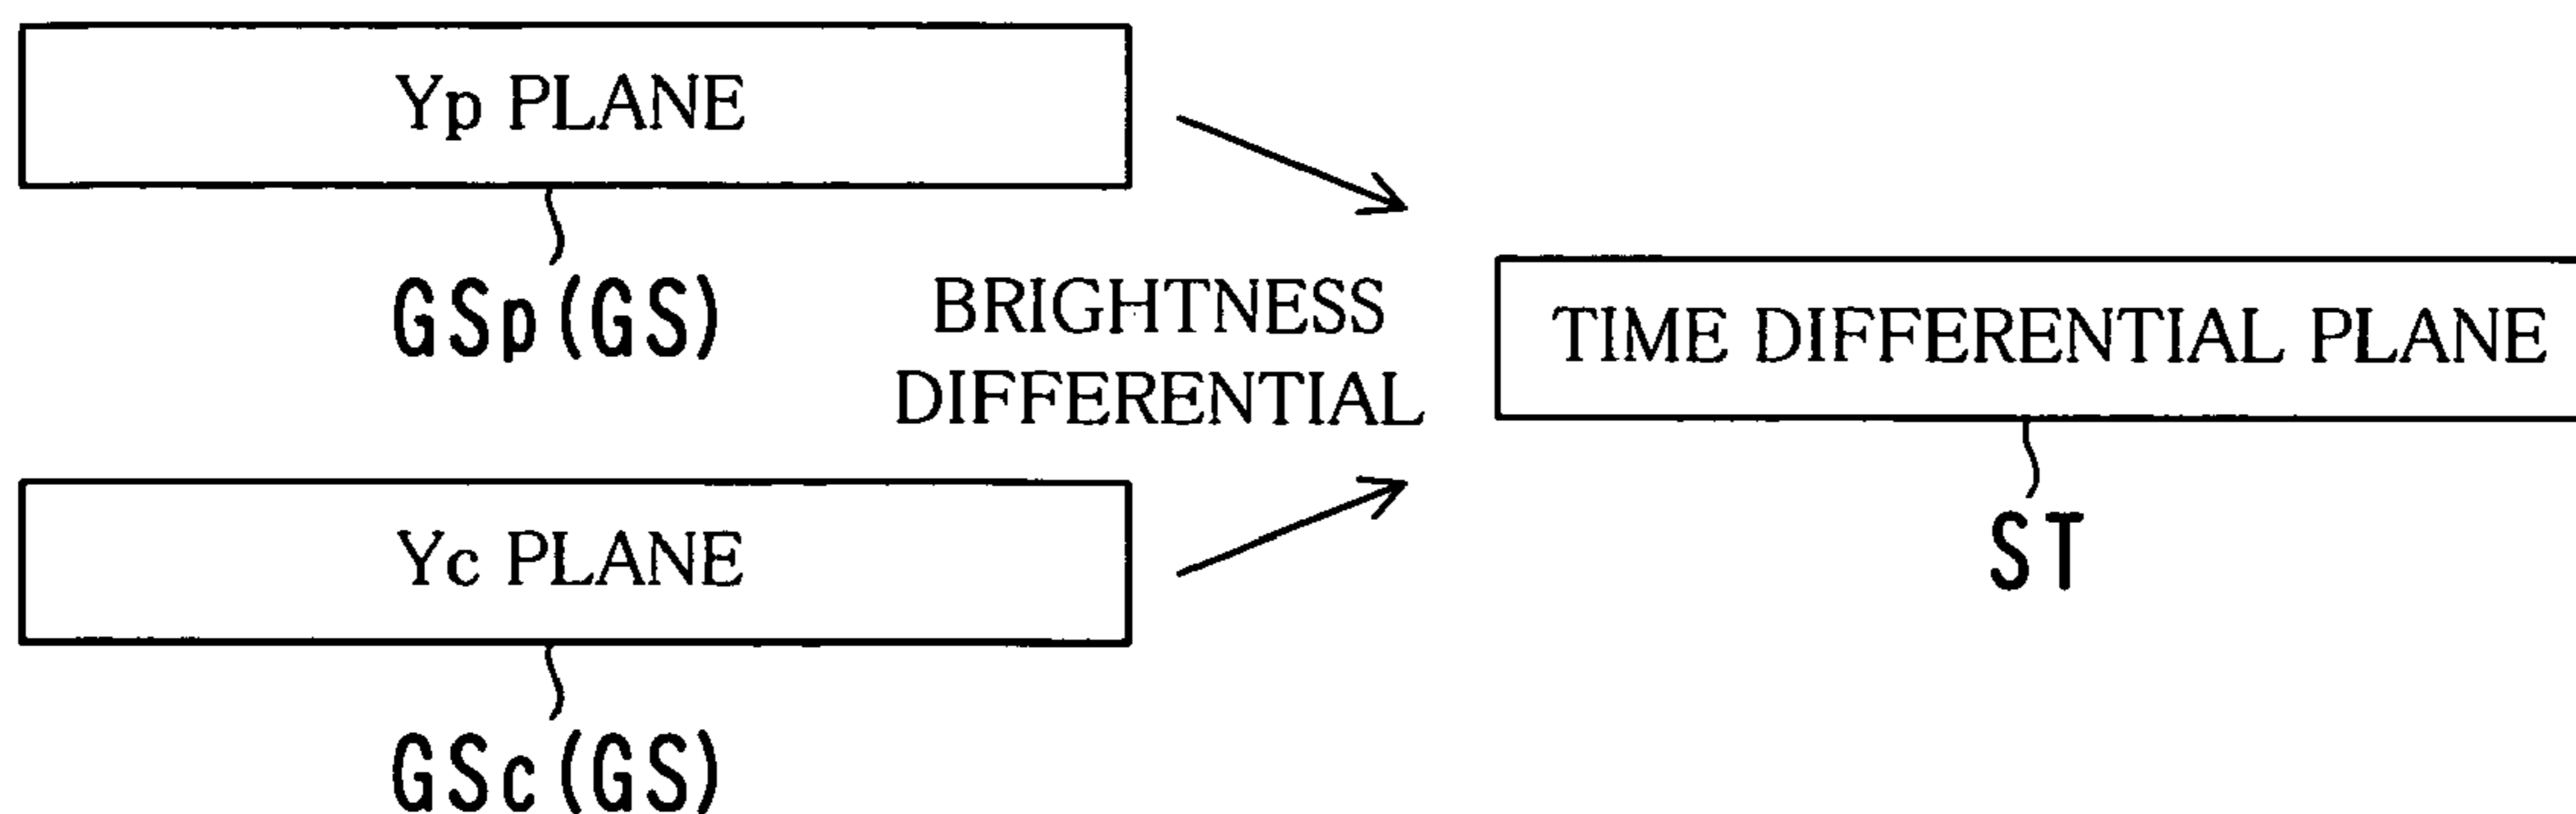 Yp PLANE
GSp(GS)
BRIGHTNESS
DIFFERENTIAL
TIME DIFFERENTIAL PLANE
ST
Yc PLANE
GSc(GS)